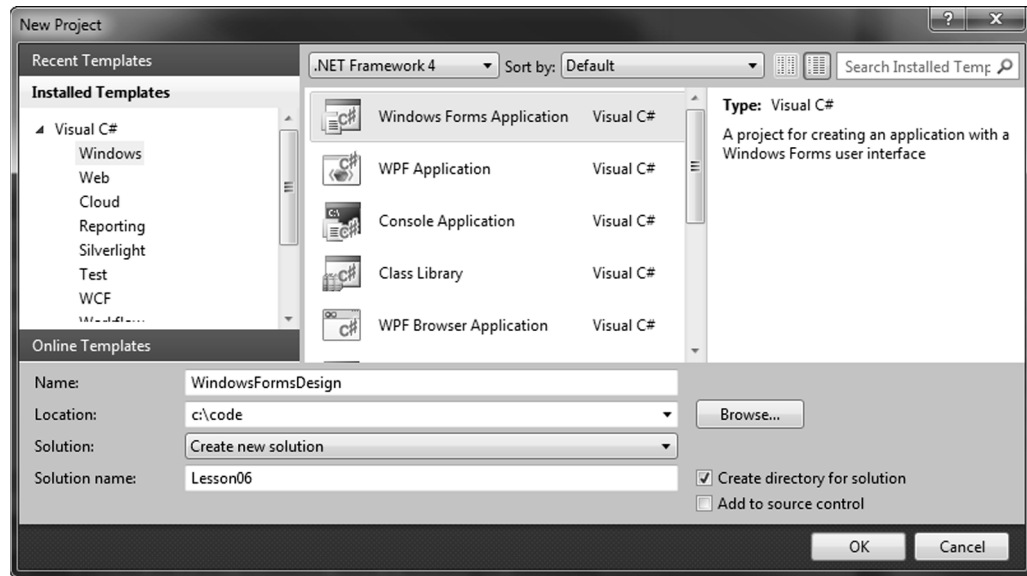 New Project
Recent Templates
Installed Templates
Visual C#
Windows
Web
Cloud
Reporting
Silverlight
Test
WCF
Workflow
Online Templates
.NET Framework 4
Sort by: Default
Search Installed Temp
Windows Forms Application Visual C#
WPF Application Visual C#
Console Application Visual C#
Class Library Visual C#
WPF Browser Application Visual C#
Type: Visual C#
A project for creating an application with a
Windows Forms user interface
Name: WindowsFormsDesign
Location: c:\code
Browse...
Solution: Create new solution
Solution name: Lesson06
Create directory for solution
Add to source control
OK Cancel